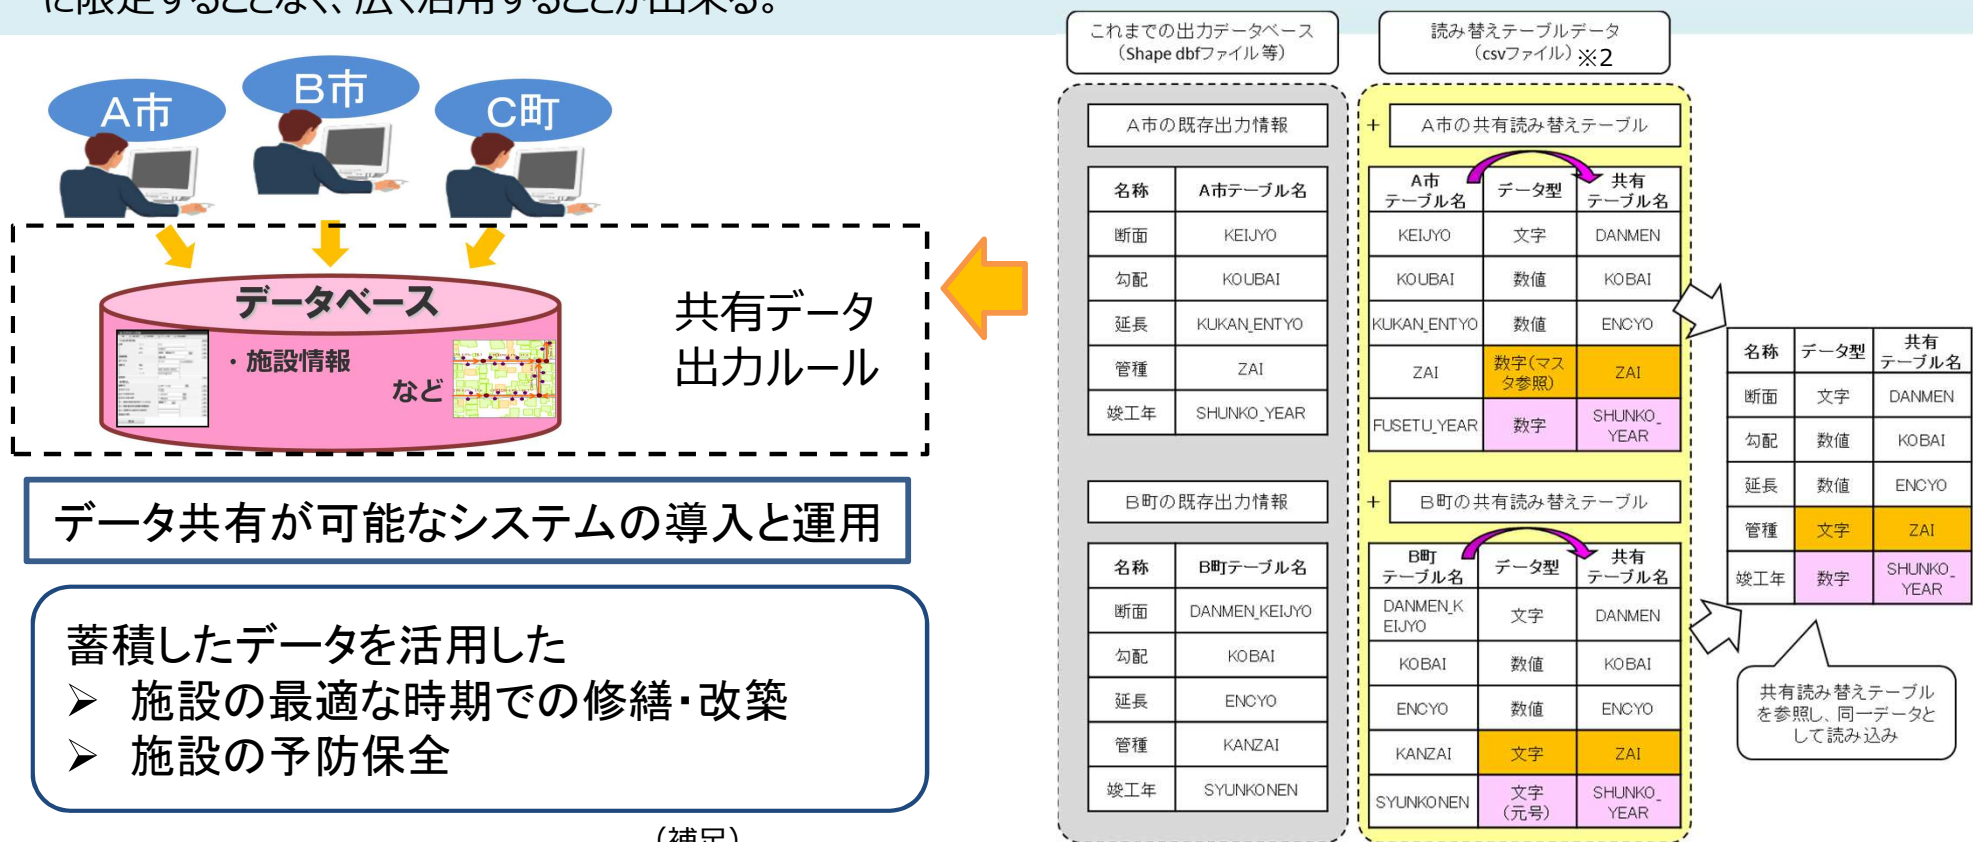 に限定することなく、広く活用することが出来る。
A市
B市
C町
データベース
・施設情報
など
共有データ
出力ルール
データ共有が可能なシステムの導入と運用
蓄積したデータを活用した
➢ 施設の最適な時期での修繕・改築
➢ 施設の予防保全
(補足)
これまでの出力データベース
(Shape dbfファイル等)
A市の既存出力情報
名称 A市テーブル名
断面 KEIJYO
勾配 KOUBAI
延長 KUKAN_ENTYO
管種 ZAI
竣工年 SHUNKO_YEAR
B町の既存出力情報
名称 B町テーブル名
断面 DANMEN_KEIJYO
勾配 KOBAI
延長 ENCYO
管種 KANZAI
竣工年 SYUNKONEN
読み替えテーブルデータ
(csvファイル) ※2
+ A市の共有読み替えテーブル
A市
テーブル名 データ型 共有
テーブル名
KEIJYO 文字 DANMEN
KOUBAI 数値 KOBAI
KUKAN_ENTYO 数値 ENCYO
ZAI 数字(マス
タ参照) ZAI
FUSETU_YEAR 数字 SHUNKO_
YEAR
+ B町の共有読み替えテーブル
B町
テーブル名 データ型 共有
テーブル名
DANMEN_K
EIJYO 文字 DANMEN
KOBAI 数値 KOBAI
ENCYO 数値 ENCYO
KANZAI 文字 ZAI
SYUNKONEN 文字
(元号) SHUNKO_
YEAR
名称 データ型 共有
テーブル名
断面 文字 DANMEN
勾配 数値 KOBAI
延長 数値 ENCYO
管種 文字 ZAI
竣工年 数字 SHUNKO_
YEAR
共有読み替えテーブル
を参照し、同一データと
して読み込み